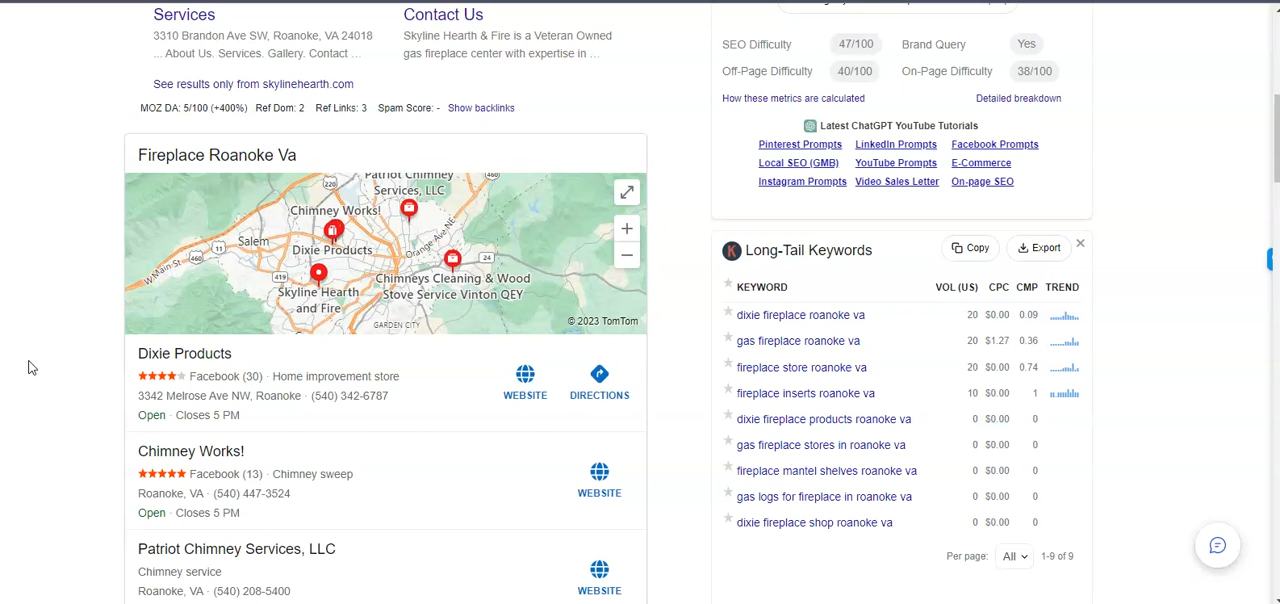 Services
3310 Brandon Ave SW, Roanoke, VA 24018
... About Us. Services. Gallery. Contact ...
Contact Us
Skyline Hearth & Fire is a Veteran Owned
gas fireplace center with expertise in ...
See results only from skylinehearth.com
MOZ DA: 5/100 (+400%) Ref Dom: 2 Ref Links: 3 Spam Score: - Show backlinks
Fireplace Roanoke Va
Patriot Chimney
Services, LLC
Chimney Works!
Salem
Dixie Products
Orange Ave NE
W Main St
Skyline Hearth
and Fire
Chimneys Cleaning & Wood
Stove Service Vinton QEY
GARDEN CITY
220
460
11
460
419
24
460
+
−
© 2023 TomTom
Dixie Products
Facebook (30) · Home improvement store
3342 Melrose Ave NW, Roanoke · (540) 342-6787
Open · Closes 5 PM
WEBSITE
DIRECTIONS
Chimney Works!
Facebook (13) · Chimney sweep
Roanoke, VA · (540) 447-3524
Open · Closes 5 PM
WEBSITE
Patriot Chimney Services, LLC
Chimney service
Roanoke, VA · (540) 208-5400
WEBSITE
SEO Difficulty 47/100 Brand Query Yes
Off-Page Difficulty 40/100 On-Page Difficulty 38/100
How these metrics are calculated Detailed breakdown
Latest ChatGPT YouTube Tutorials
Pinterest Prompts LinkedIn Prompts Facebook Prompts
Local SEO (GMB) YouTube Prompts E-Commerce
Instagram Prompts Video Sales Letter On-page SEO
K Long-Tail Keywords Copy Export
KEYWORD VOL (US) CPC CMP TREND
dixie fireplace roanoke va 20 $0.00 0.09
gas fireplace roanoke va 20 $1.27 0.36
fireplace store roanoke va 20 $0.00 0.74
fireplace inserts roanoke va 10 $0.00 1
dixie fireplace products roanoke va 0 $0.00 0
gas fireplace stores in roanoke va 0 $0.00 0
fireplace mantel shelves roanoke va 0 $0.00 0
gas logs for fireplace in roanoke va 0 $0.00 0
dixie fireplace shop roanoke va 0 $0.00 0
Per page: All 1-9 of 9